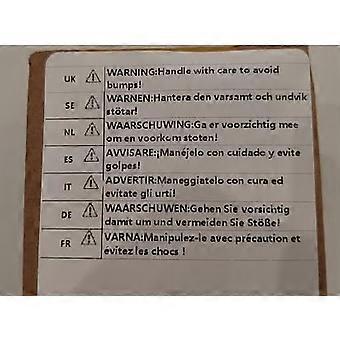 UK WARNING:Handle with care to avoid
bumps!
SE WARNEN:Hantera den varsamt och undvik
stötar!
NL WAARSCHUWING:Ga er voorzichtig mee
om en voorkom stoten!
ES AVVISARE:¡Manéjelo con cuidado y evite
golpes!
IT ADVERTIR:Maneggiatelo con cura ed
evitate gli urti!
DE WAARSCHUWEN:Gehen Sie vorsichtig
damit um und vermeiden Sie Stöße!
FR VARNA:Manipulez-le avec précaution et
évitez les chocs !